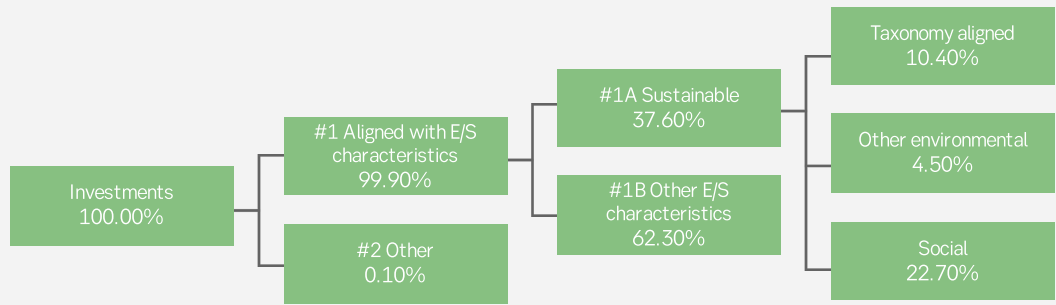 Investments
100.00%
#1 Aligned with E/S
characteristics
99.90%
#2 Other
0.10%
#1A Sustainable
37.60%
#1B Other E/S
characteristics
62.30%
Taxonomy aligned
10.40%
Other environmental
4.50%
Social
22.70%